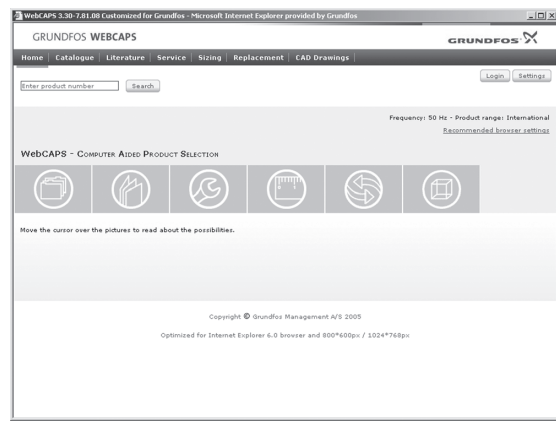 WebCAPS 3.30-7.81.08 Customized for Grundfos - Microsoft Internet Explorer provided by Grundfos
GRUNDFOS WEBCAPS
GRUNDFOS
Home Catalogue Literature Service Sizing Replacement CAD Drawings
Login Settings
Enter product number Search
Frequency: 50 Hz - Product range: International
Recommended browser settings
WebCAPS - Computer Aided Product Selection
Move the cursor over the pictures to read about the possibilities.
Copyright © Grundfos Management A/S 2005
Optimized for Internet Explorer 6.0 browser and 800*600px / 1024*768px